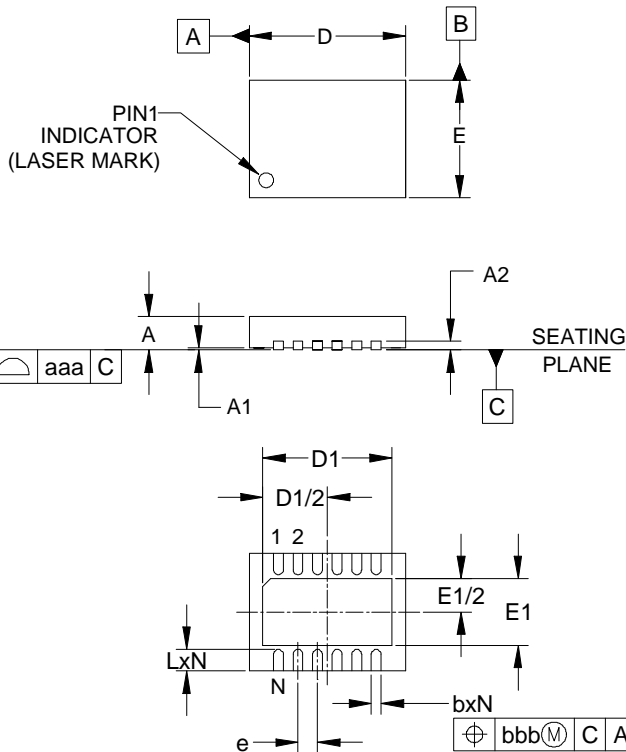 A
D
B
PIN1
INDICATOR
(LASER MARK)
E
A2
A
SEATING
PLANE
aaa C
A1
C
D1
D1/2
1 2
E1/2
E1
LxN
N
bxN
e
bbb Ⓜ C A